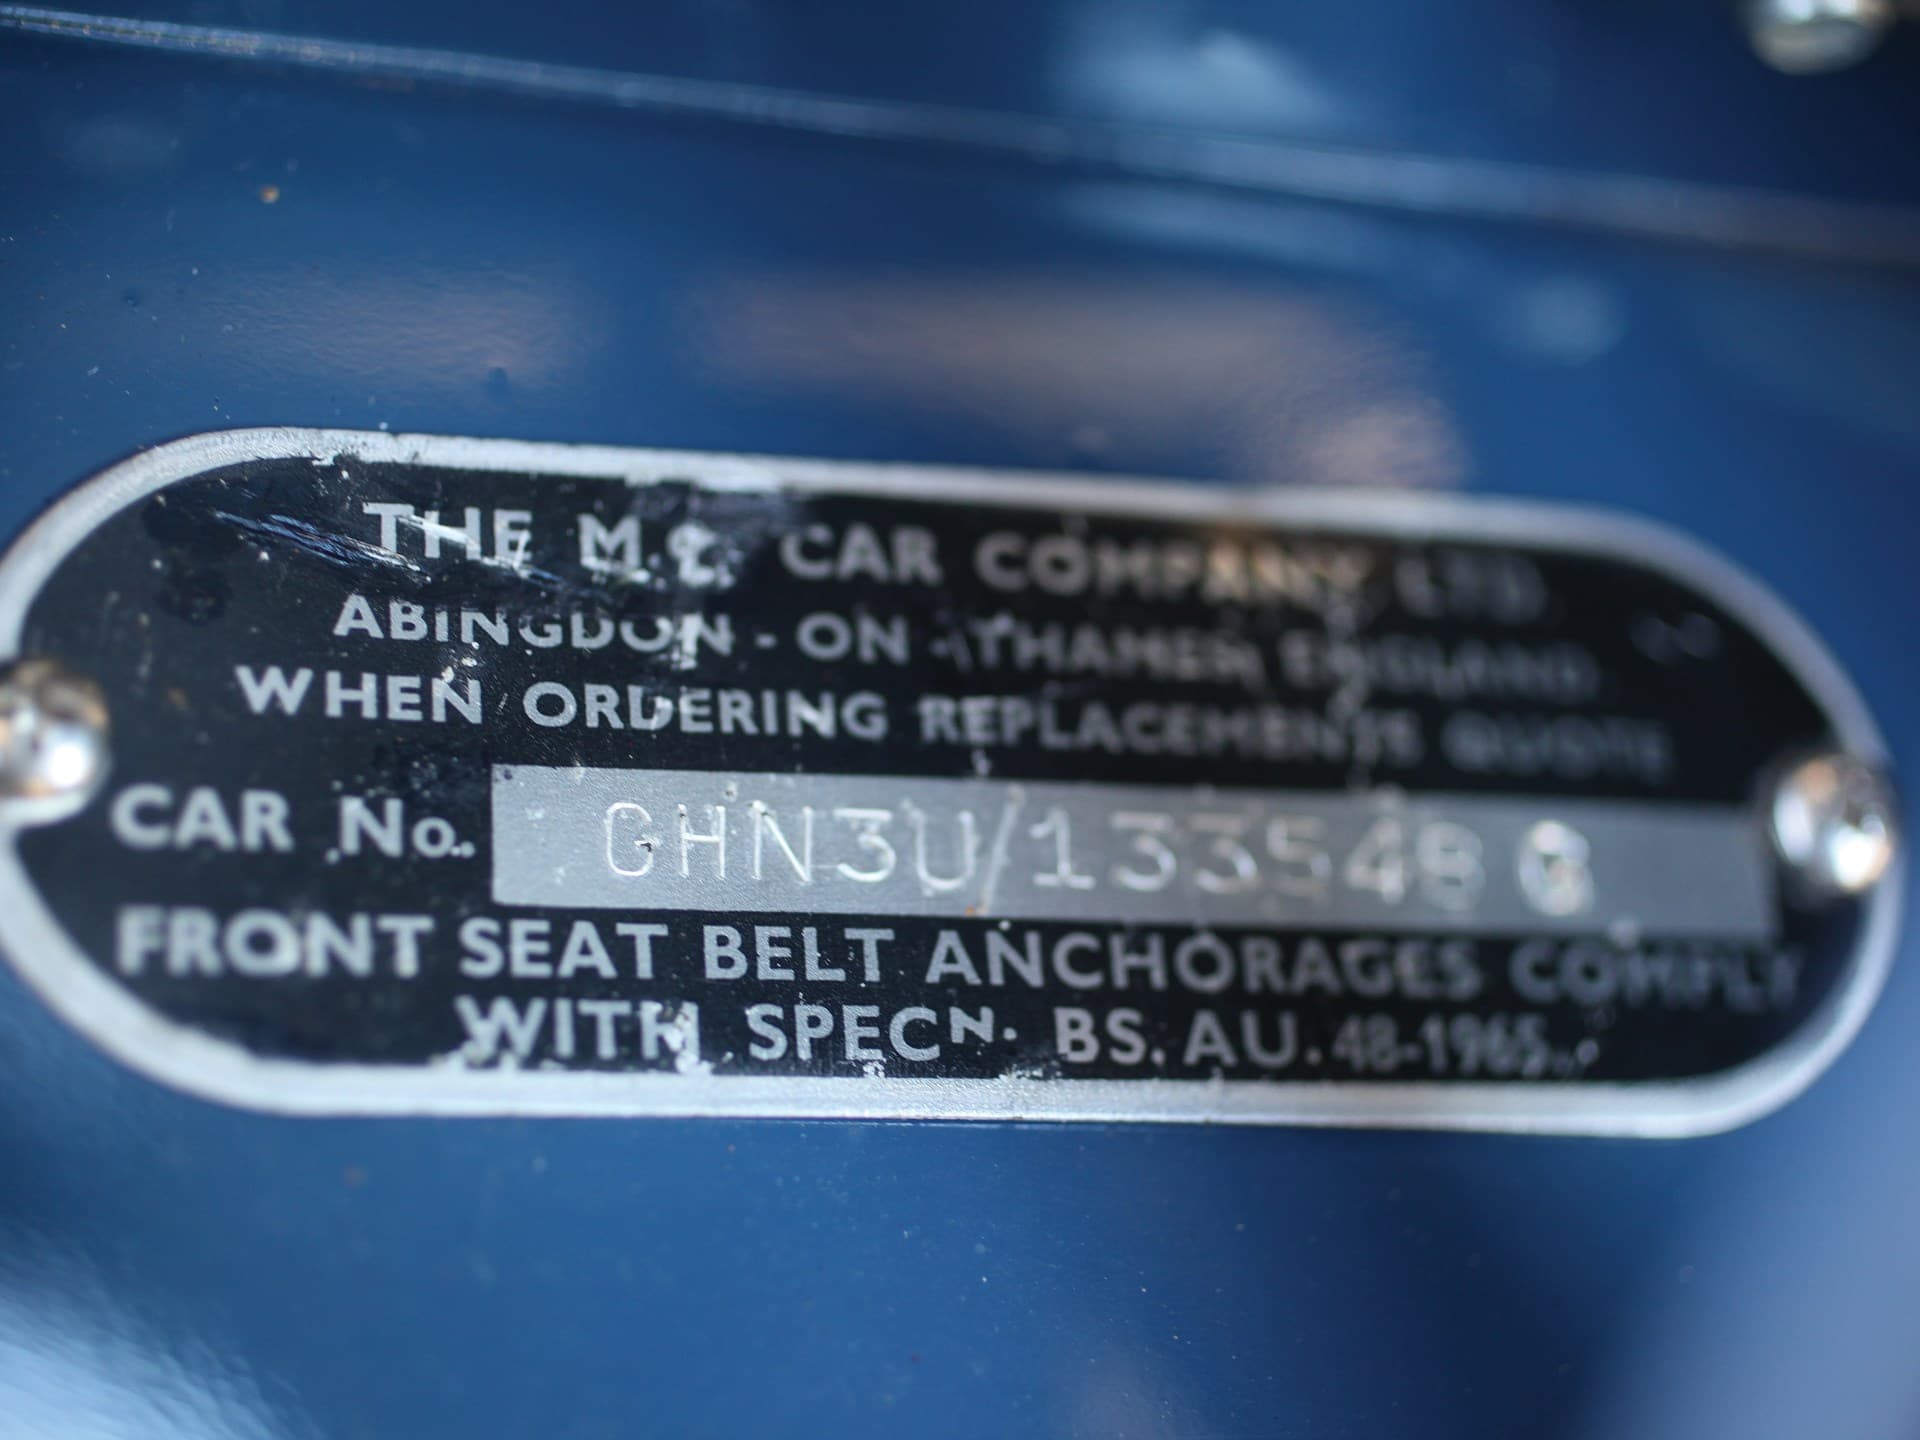 THE M.G. CAR COMPANY LTD.
ABINGDON-ON-THAMES ENGLAND
WHEN ORDERING REPLACEMENTS QUOTE
CAR No. GHN3U/133548 G
FRONT SEAT BELT ANCHORAGES COMPLY
WITH SPECN. BS. AU. 48-1965.